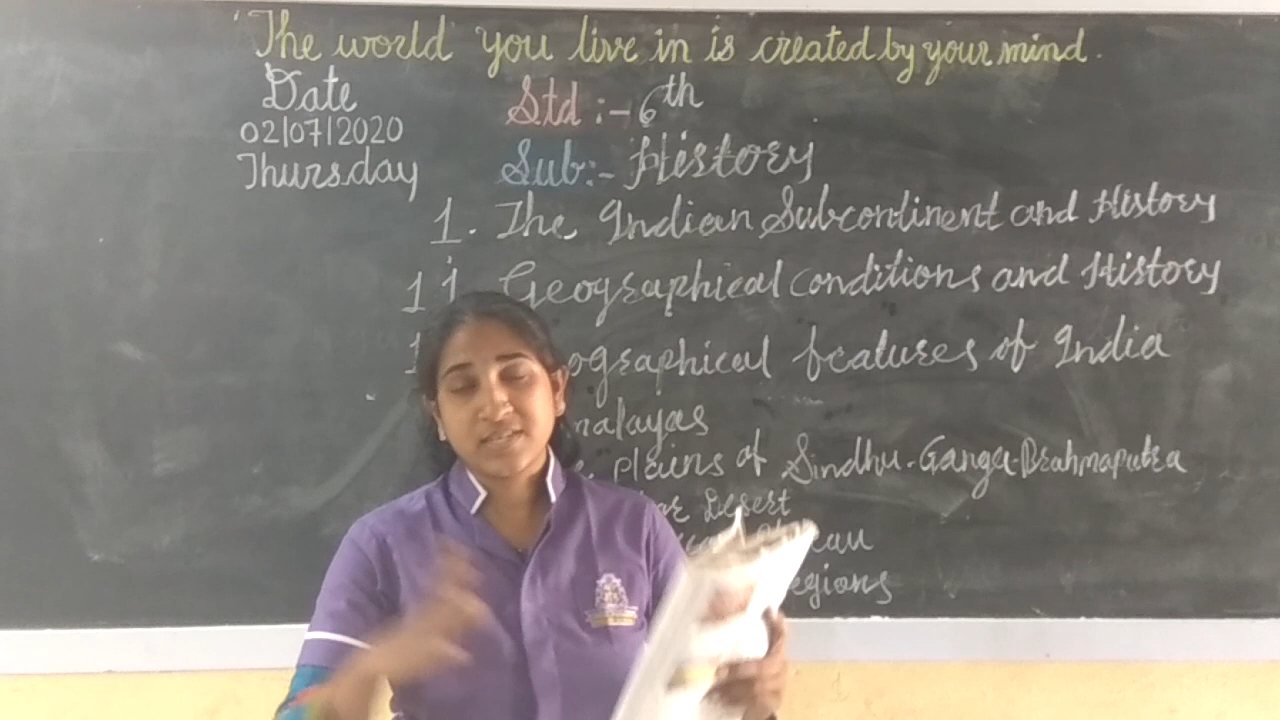 'The world you live in is created by your mind.
Date
02/07/2020
Thursday
Std :- 6th
Sub:- History
1. The Indian Subcontinent and History
1.1 Geographical conditions and History
ographical features of India
malayas
Plains of Sindhu-Ganga-Brahmaputra
Desert
egions